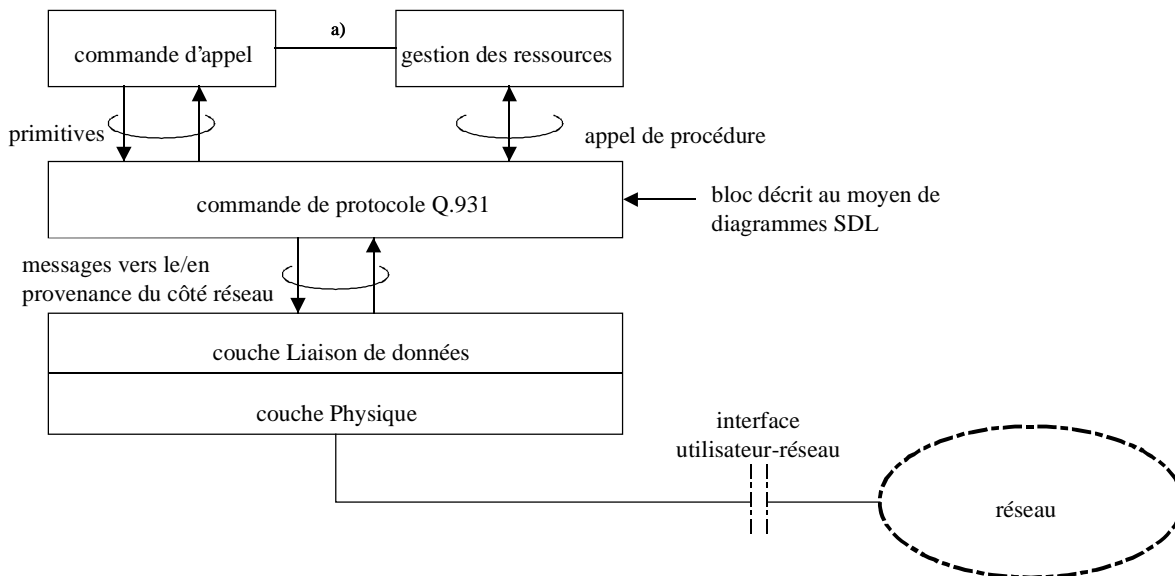 a)
commande d'appel
gestion des ressources
primitives
appel de procédure
commande de protocole Q.931
bloc décrit au moyen de
diagrammes SDL
messages vers le/en
provenance du côté réseau
couche Liaison de données
couche Physique
interface
utilisateur-réseau
réseau